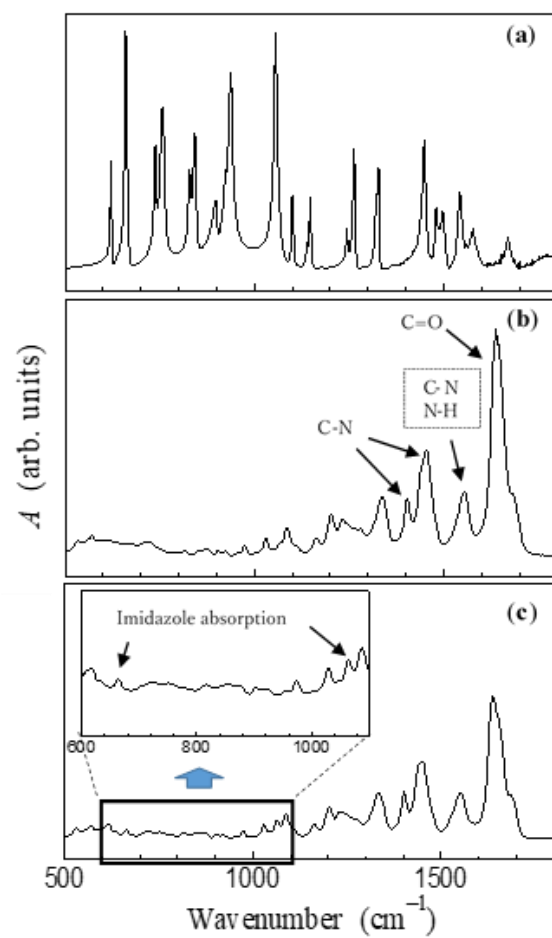 (a)
(b)
C=O
C- N
N-H
C-N
A (arb. units)
(c)
Imidazole absorption
600 800 1000
500 1000 1500
Wavenumber (cm⁻¹)